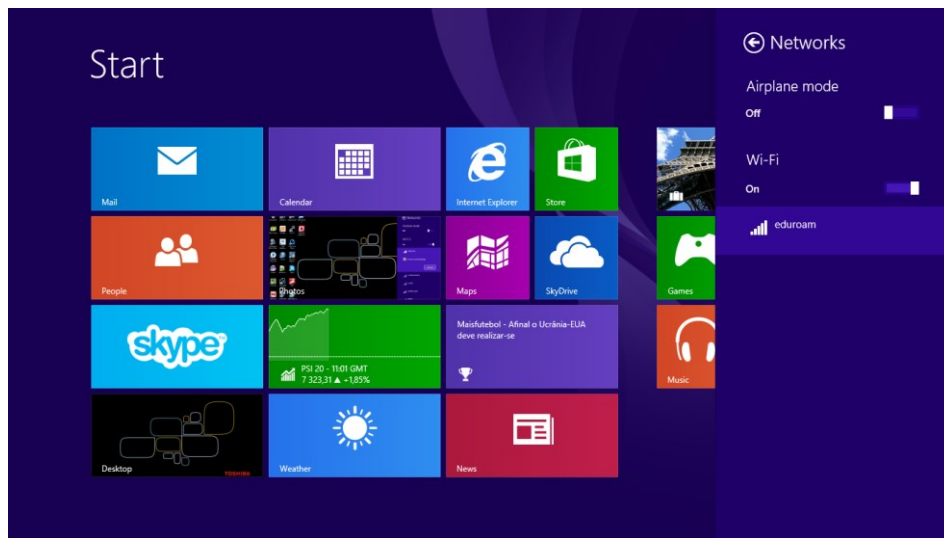 Start
Networks
Airplane mode
Off
Wi-Fi
On
eduroam
Mail
Calendar
Internet Explorer
Store
People
Photos
Maps
SkyDrive
Games
skype
PSI 20 - 11:01 GMT
7 323,31 ▲ +1,85%
Maisfutebol - Afinal o Ucrânia-EUA
deve realizar-se
Music
Desktop
TOSHIBA
Weather
News